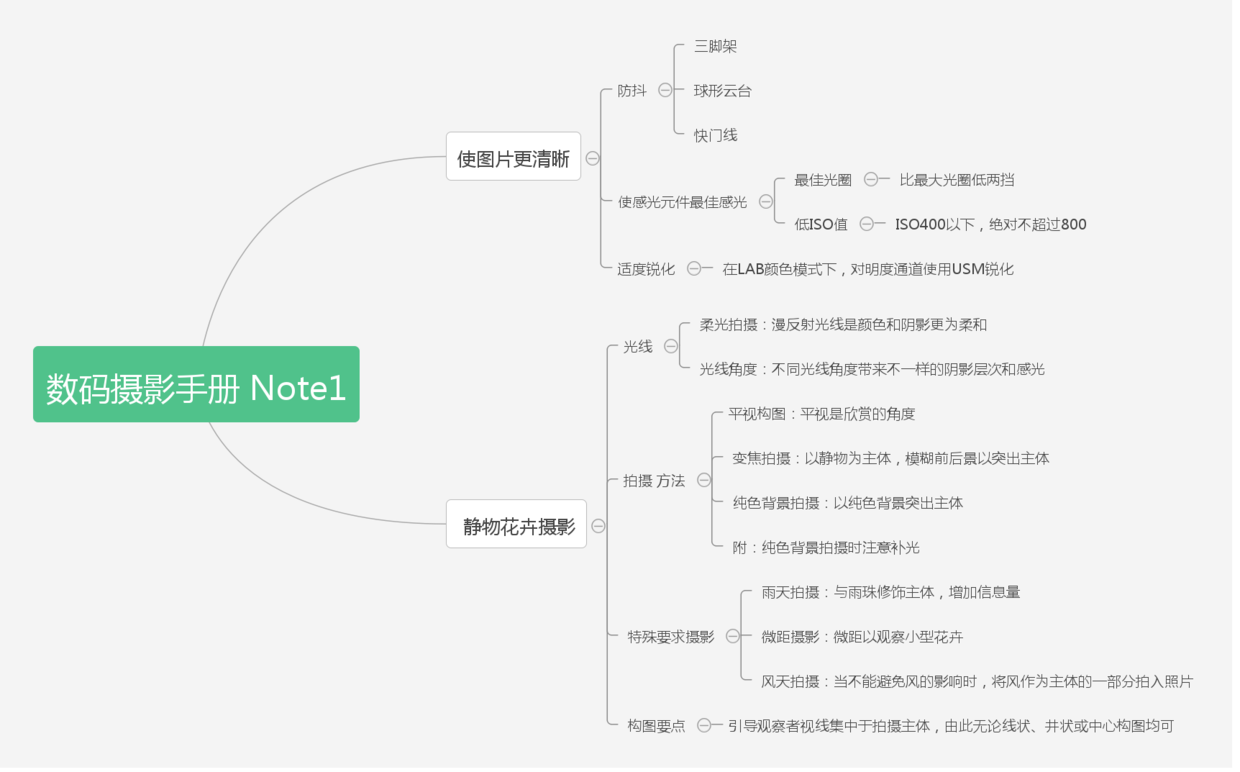 数码摄影手册 Note1
使图片更清晰
防抖
三脚架
球形云台
快门线
使感光元件最佳感光
最佳光圈
比最大光圈低两挡
低ISO值
ISO400以下，绝对不超过800
适度锐化
在LAB颜色模式下，对明度通道使用USM锐化
静物花卉摄影
光线
柔光拍摄：漫反射光线是颜色和阴影更为柔和
光线角度：不同光线角度带来不一样的阴影层次和感光
拍摄 方法
平视构图：平视是欣赏的角度
变焦拍摄：以静物为主体，模糊前后景以突出主体
纯色背景拍摄：以纯色背景突出主体
附：纯色背景拍摄时注意补光
特殊要求摄影
雨天拍摄：与雨珠修饰主体，增加信息量
微距摄影：微距以观察小型花卉
风天拍摄：当不能避免风的影响时，将风作为主体的一部分拍入照片
构图要点
引导观察者视线集中于拍摄主体，由此无论线状、井状或中心构图均可